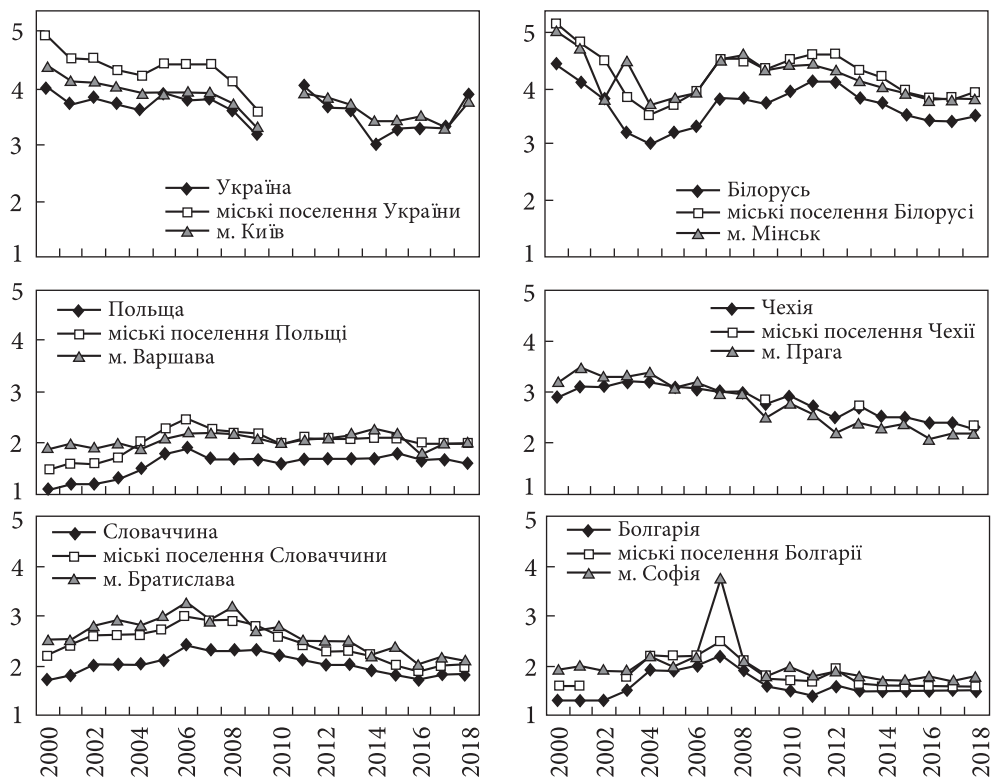 5
4
3
2
1
Україна
міські поселення України
м. Київ
5
4
3
2
1
Білорусь
міські поселення Білорусі
м. Мінськ
5
4
3
2
1
Польща
міські поселення Польщі
м. Варшава
5
4
3
2
1
Чехія
міські поселення Чехії
м. Прага
5
4
3
2
1
Словаччина
міські поселення Словаччини
м. Братислава
2000 2002 2004 2006 2008 2010 2012 2014 2016 2018
5
4
3
2
1
Болгарія
міські поселення Болгарії
м. Софія
2000 2002 2004 2006 2008 2010 2012 2014 2016 2018